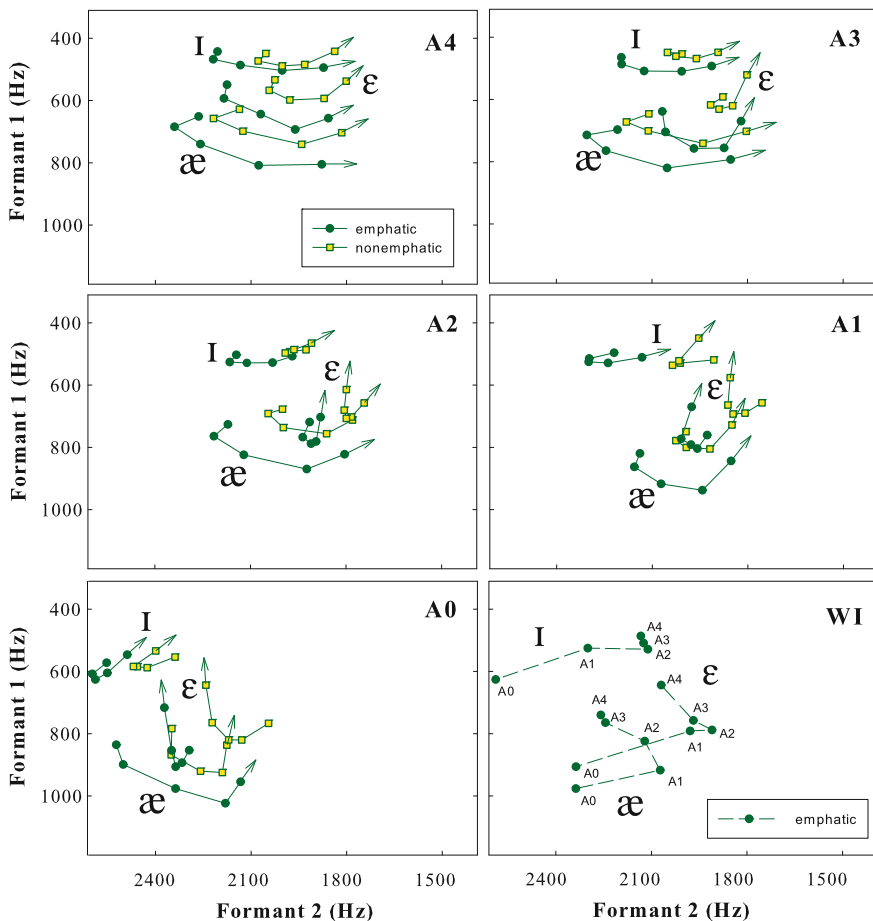 A4
I
ɛ
æ
400
600
800
1000
Formant 1 (Hz)
emphatic
nonemphatic
A3
I
ɛ
æ
A2
I
ɛ
æ
400
600
800
1000
Formant 1 (Hz)
A1
I
ɛ
æ
A0
I
ɛ
æ
400
600
800
1000
Formant 1 (Hz)
2400 2100 1800 1500
Formant 2 (Hz)
WI
I
A4
A3
A2
A1
A0
ɛ
A4
A3
A2
A1
A0
æ
A4
A3
A2
A1
A0
emphatic
2400 2100 1800 1500
Formant 2 (Hz)